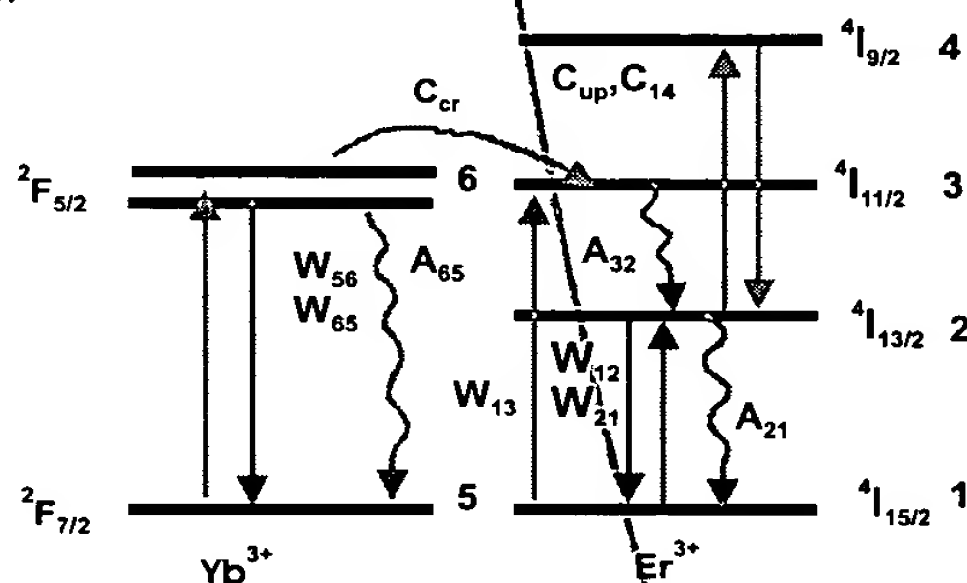 ⁴I₉/₂ 4
C_up, C₁₄
C_cr
²F₅/₂
6
⁴I₁₁/₂ 3
W₅₆
W₆₅
A₆₅
A₃₂
⁴I₁₃/₂ 2
W₁₃
W₁₂
W₂₁
A₂₁
²F₇/₂
5
⁴I₁₅/₂ 1
Yb³⁺
Er³⁺